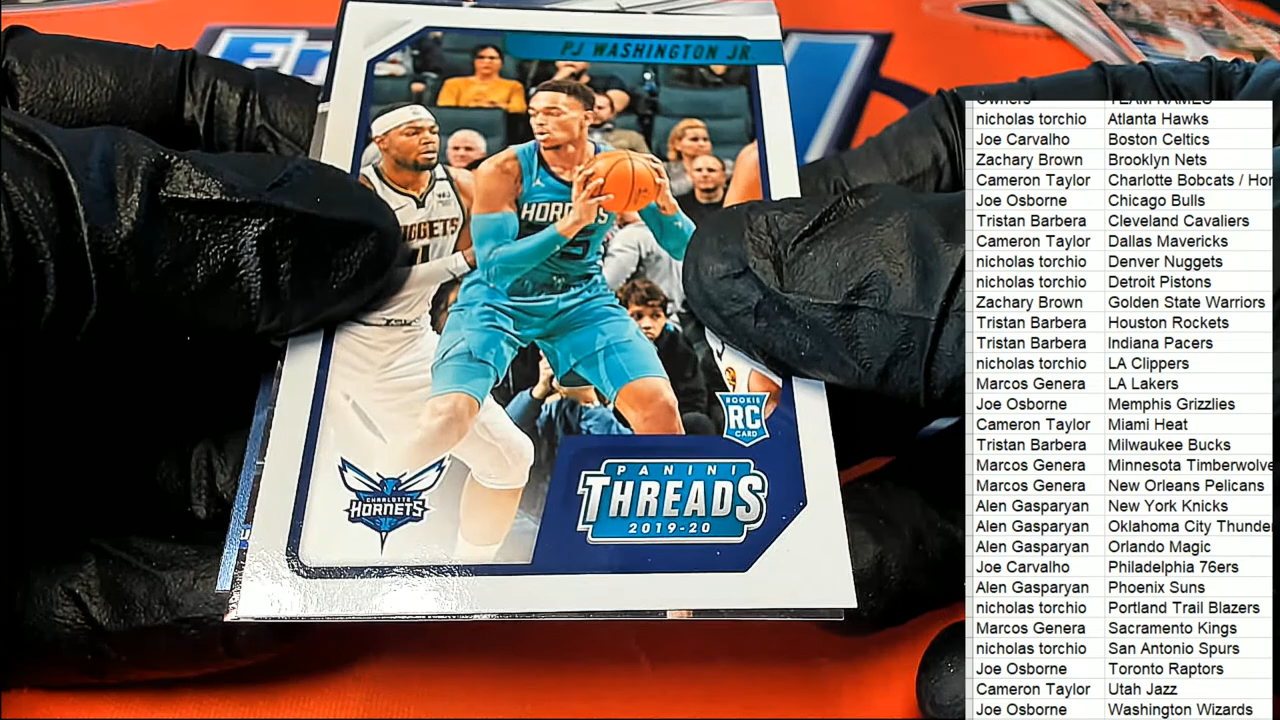 PJ WASHINGTON JR.
HORNETS
5
NUGGETS
ROOKIE
RC
CARD
CHARLOTTE
HORNETS
PANINI
THREADS
2019-20
Owners TEAM NAMES
nicholas torchio Atlanta Hawks
Joe Carvalho Boston Celtics
Zachary Brown Brooklyn Nets
Cameron Taylor Charlotte Bobcats / Hor
Joe Osborne Chicago Bulls
Tristan Barbera Cleveland Cavaliers
Cameron Taylor Dallas Mavericks
nicholas torchio Denver Nuggets
nicholas torchio Detroit Pistons
Zachary Brown Golden State Warriors
Tristan Barbera Houston Rockets
Tristan Barbera Indiana Pacers
nicholas torchio LA Clippers
Marcos Genera LA Lakers
Joe Osborne Memphis Grizzlies
Cameron Taylor Miami Heat
Tristan Barbera Milwaukee Bucks
Marcos Genera Minnesota Timberwolve
Marcos Genera New Orleans Pelicans
Alen Gasparyan New York Knicks
Alen Gasparyan Oklahoma City Thunder
Alen Gasparyan Orlando Magic
Joe Carvalho Philadelphia 76ers
Alen Gasparyan Phoenix Suns
nicholas torchio Portland Trail Blazers
Marcos Genera Sacramento Kings
nicholas torchio San Antonio Spurs
Joe Osborne Toronto Raptors
Cameron Taylor Utah Jazz
Joe Osborne Washington Wizards